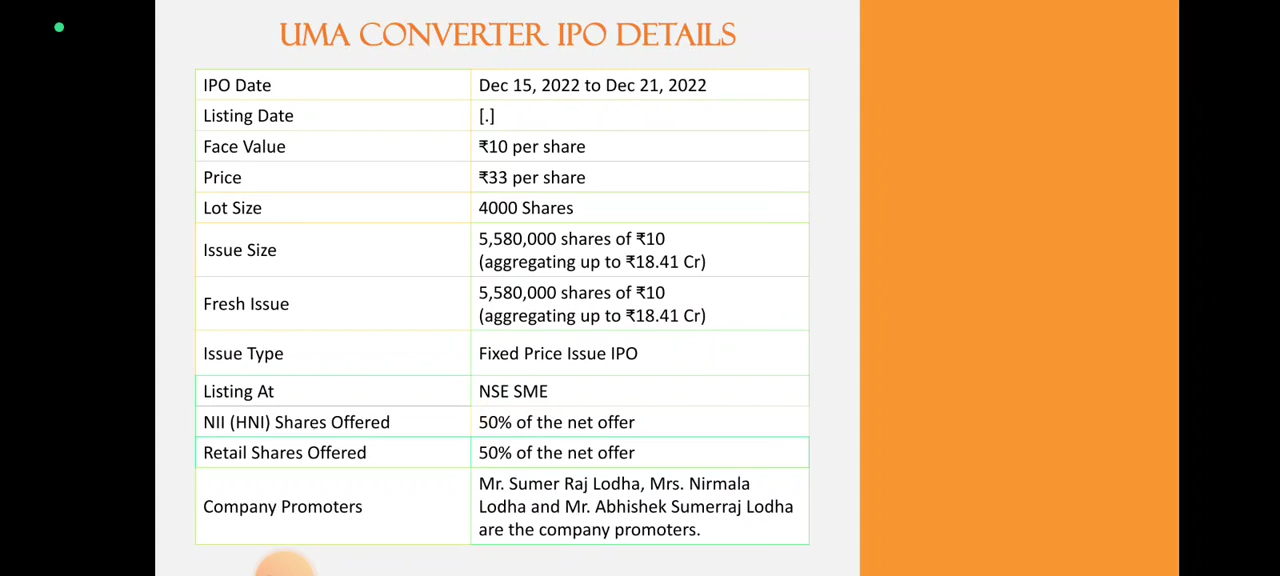 UMA CONVERTER IPO DETAILS
IPO Date Dec 15, 2022 to Dec 21, 2022
Listing Date [.]
Face Value ₹10 per share
Price ₹33 per share
Lot Size 4000 Shares
Issue Size 5,580,000 shares of ₹10
(aggregating up to ₹18.41 Cr)
Fresh Issue 5,580,000 shares of ₹10
(aggregating up to ₹18.41 Cr)
Issue Type Fixed Price Issue IPO
Listing At NSE SME
NII (HNI) Shares Offered 50% of the net offer
Retail Shares Offered 50% of the net offer
Company Promoters Mr. Sumer Raj Lodha, Mrs. Nirmala
Lodha and Mr. Abhishek Sumerraj Lodha
are the company promoters.